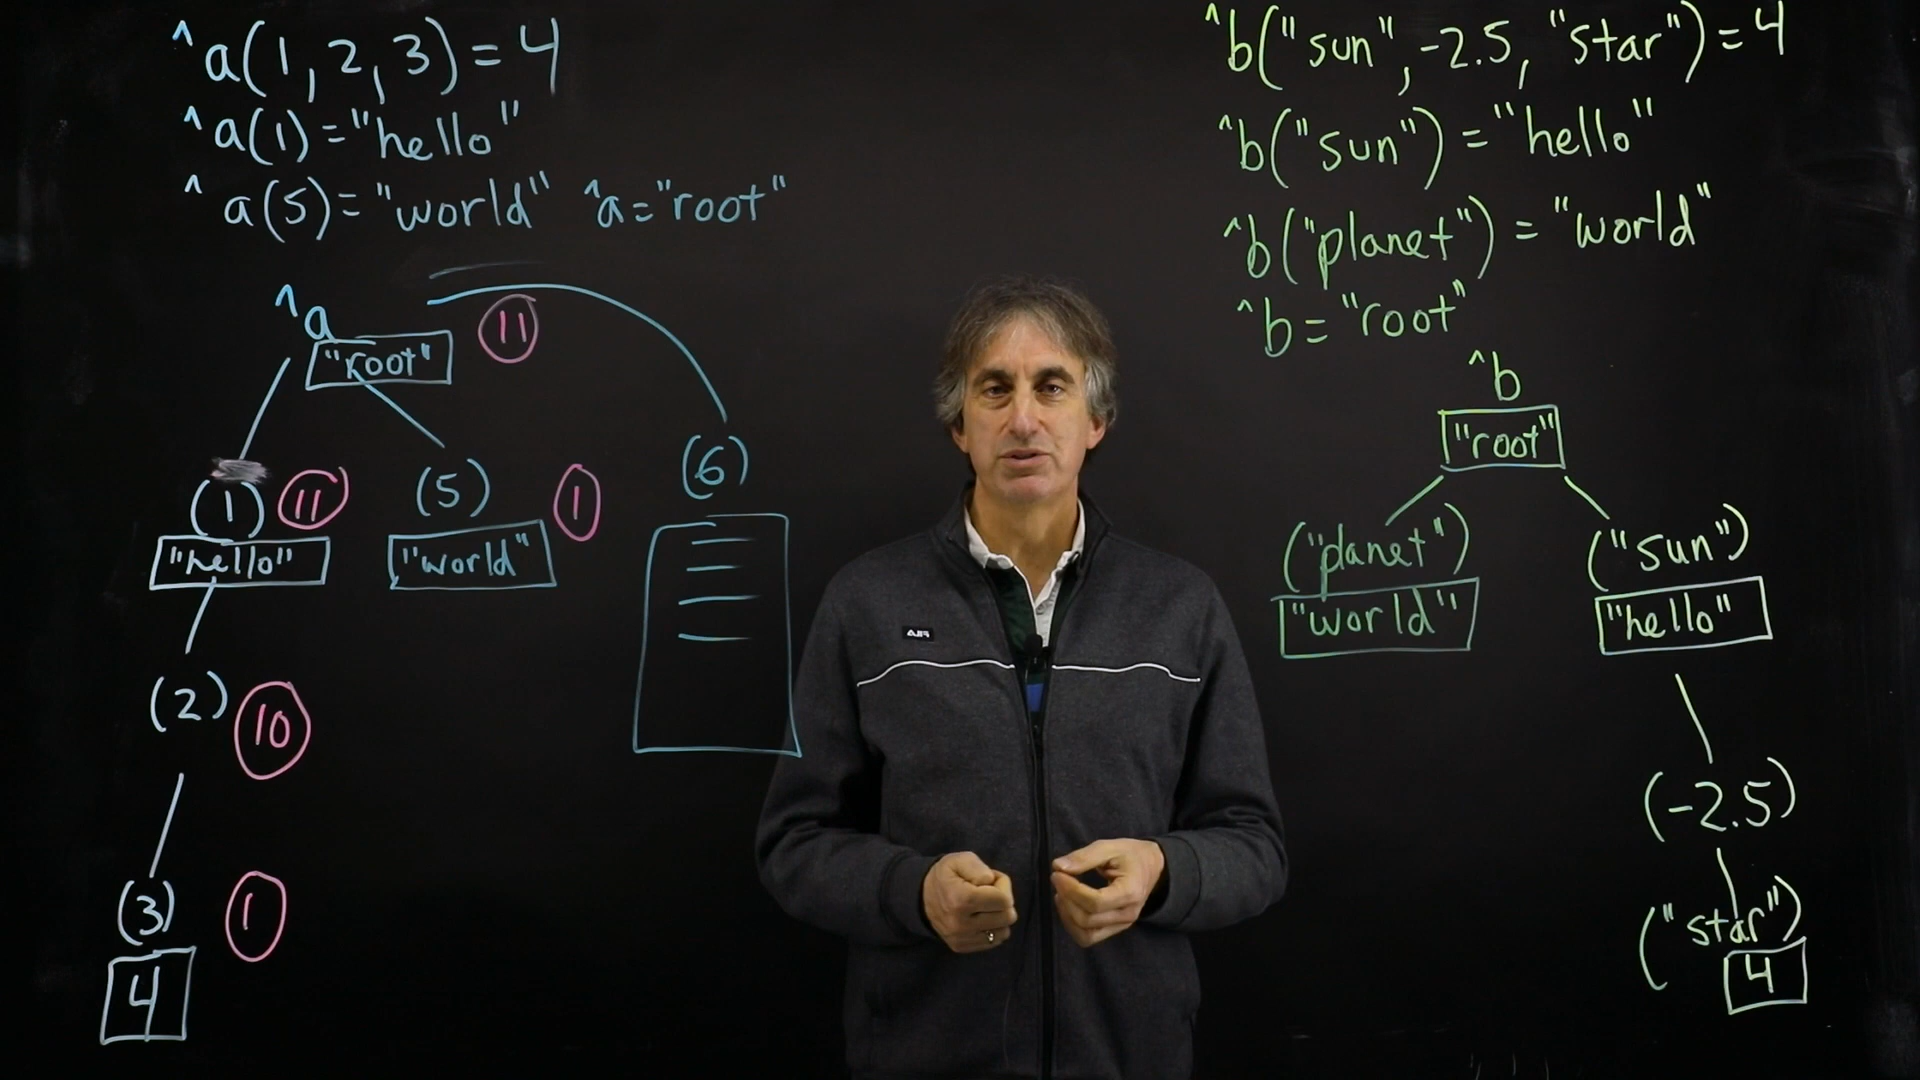 ^a(1,2,3)=4
^a(1)="hello"
^a(5)="world" ^a="root"
^a
"root"
11
(1)
11
"hello"
(5)
1
"world"
(6)
(2)
10
(3)
1
4
^b("sun",-2.5,"star")=4
^b("sun")="hello"
^b("planet")="world"
^b="root"
^b
"root"
("planet")
"world"
("sun")
"hello"
(-2.5)
("star")
4
FILA